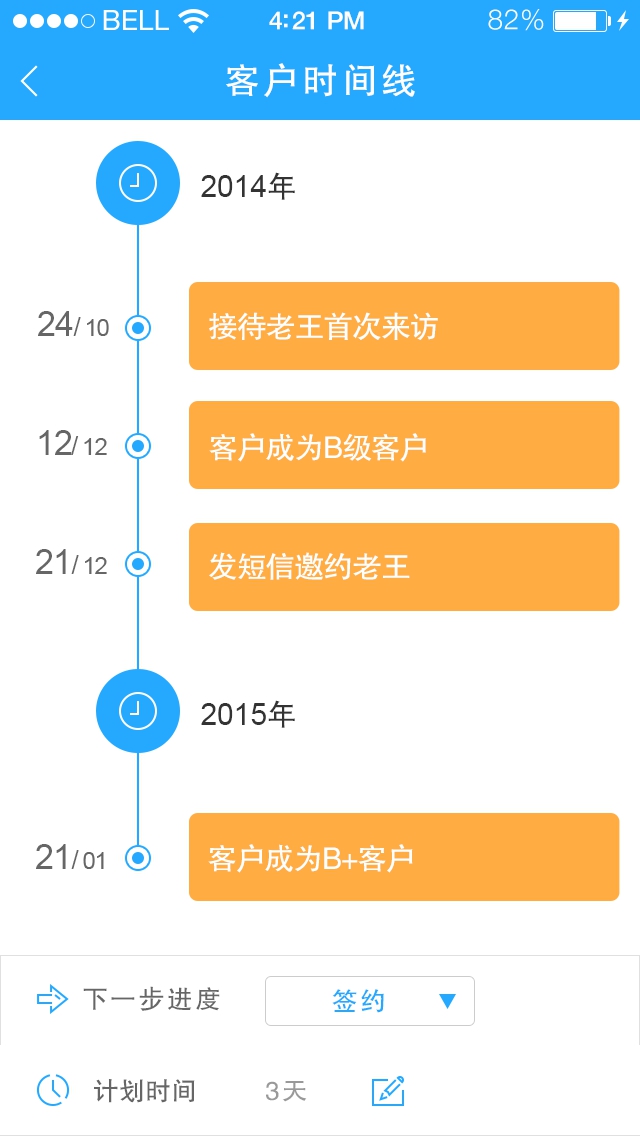 BELL 4:21 PM 82%
客户时间线
2014年
24/ 10 接待老王首次来访
12/ 12 客户成为B级客户
21/ 12 发短信邀约老王
2015年
21/ 01 客户成为B+客户
下一步进度 签约
计划时间 3天